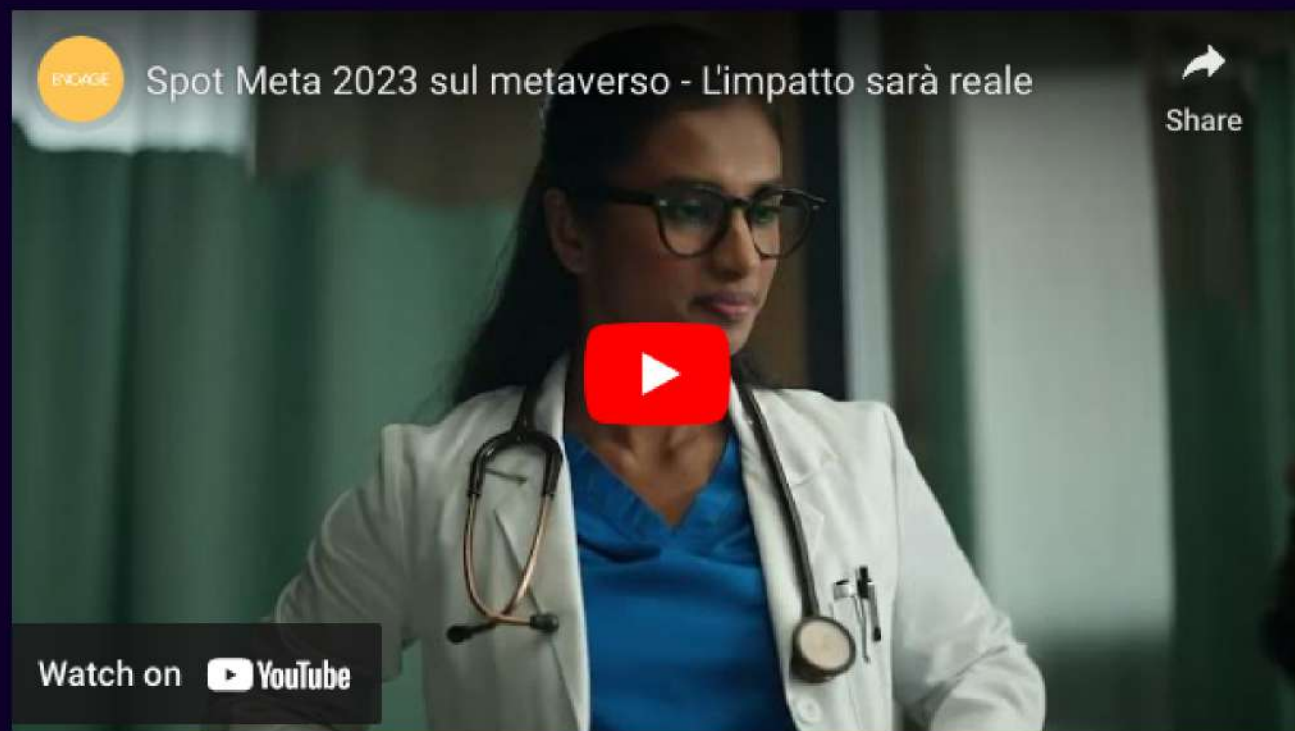 ENGAGE
Spot Meta 2023 sul metaverso - L'impatto sarà reale
Share
Watch on YouTube